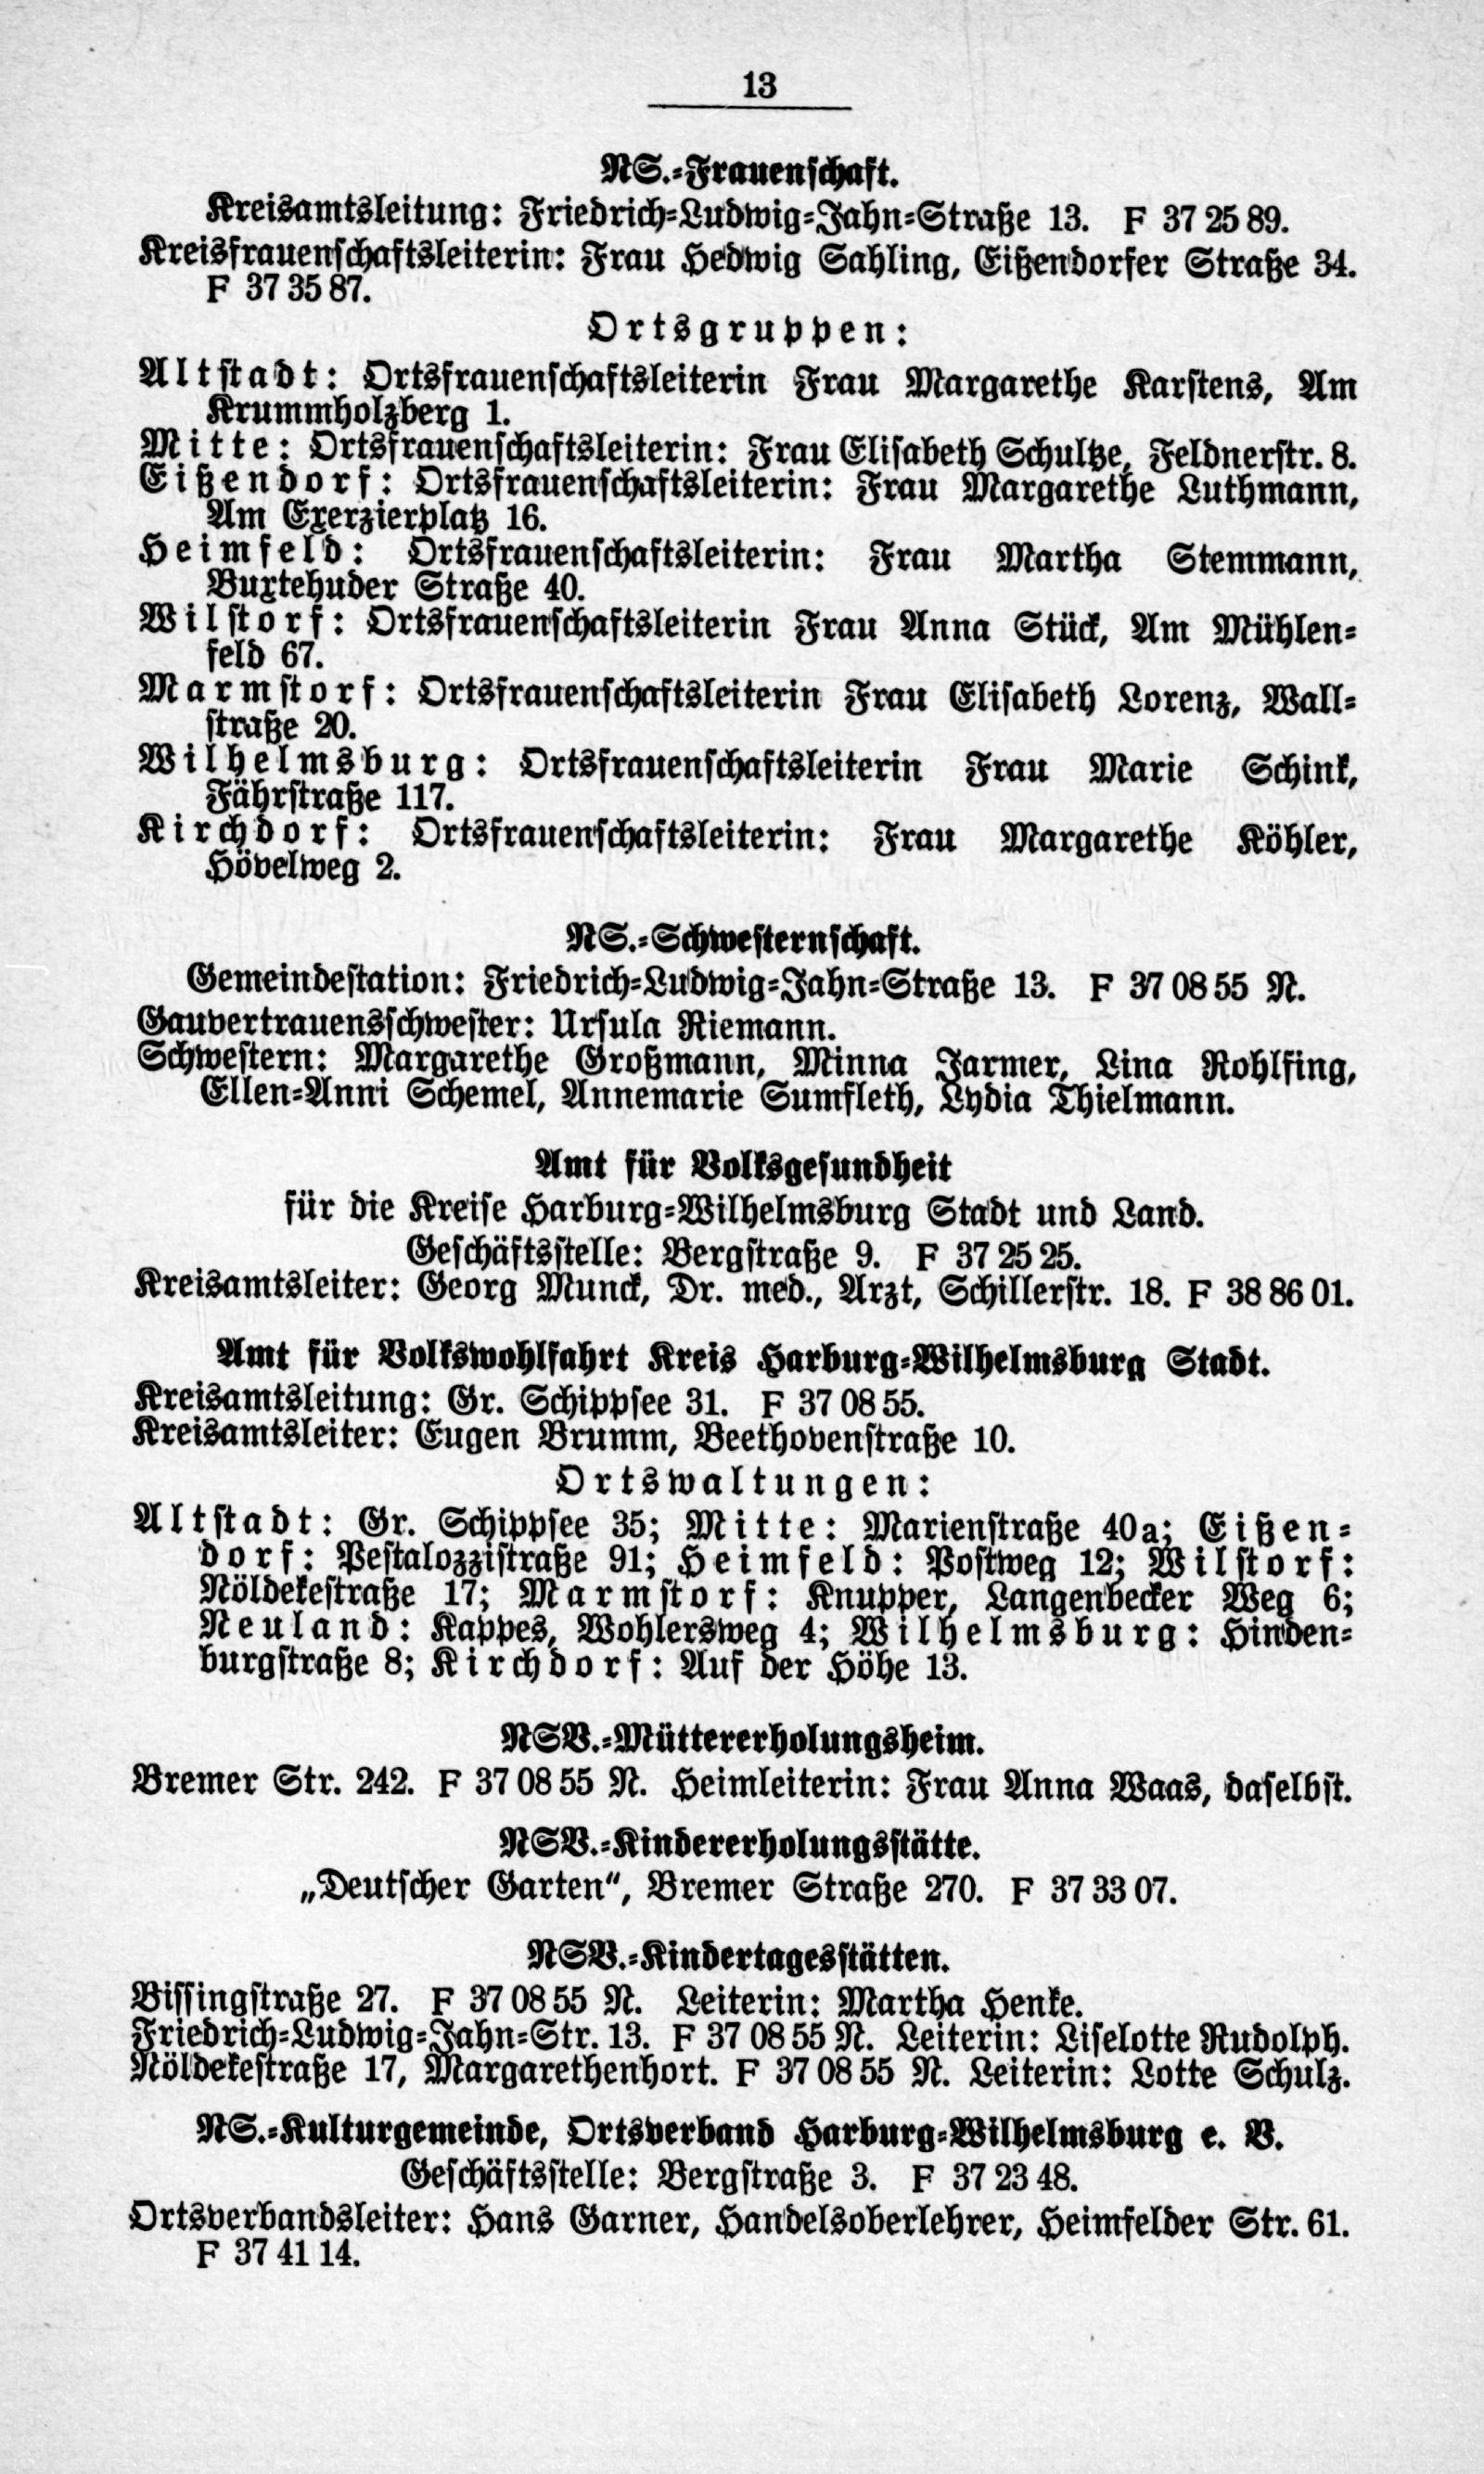 13
NS.-Frauenschaft.
Kreisamtsleitung: Friedrich-Ludwig-Jahn-Straße 13. F 37 25 89.
Kreisfrauenschaftsleiterin: Frau Hedwig Sahling, Eißendorfer Straße 34.
F 37 35 87.
Ortsgruppen:
Altstadt: Ortsfrauenschaftsleiterin Frau Margarethe Karstens, Am
Krummholzberg 1.
Mitte: Ortsfrauenschaftsleiterin: Frau Elisabeth Schultze, Feldnerstr. 8.
Eißendorf: Ortsfrauenschaftsleiterin: Frau Margarethe Luthmann,
Am Exerzierplatz 16.
Heimfeld: Ortsfrauenschaftsleiterin: Frau Martha Stemmann,
Buxtehuder Straße 40.
Wilstorf: Ortsfrauenschaftsleiterin Frau Anna Stück, Am Mühlen-
feld 67.
Marmstorf: Ortsfrauenschaftsleiterin Frau Elisabeth Lorenz, Wall-
straße 20.
Wilhelmsburg: Ortsfrauenschaftsleiterin Frau Marie Schink,
Fährstraße 117.
Kirchdorf: Ortsfrauenschaftsleiterin: Frau Margarethe Köhler,
Hövelweg 2.
NS.-Schwesternschaft.
Gemeindestation: Friedrich-Ludwig-Jahn-Straße 13. F 37 08 55 N.
Gauvertrauensschwester: Ursula Riemann.
Schwestern: Margarethe Großmann, Minna Jarmer, Lina Rohlfing,
Ellen-Anni Schemel, Annemarie Sumfleth, Lydia Thielmann.
Amt für Volksgesundheit
für die Kreise Harburg-Wilhelmsburg Stadt und Land.
Geschäftsstelle: Bergstraße 9. F 37 25 25.
Kreisamtsleiter: Georg Munck, Dr. med., Arzt, Schillerstr. 18. F 38 86 01.
Amt für Volkswohlfahrt Kreis Harburg-Wilhelmsburg Stadt.
Kreisamtsleitung: Gr. Schippsee 31. F 37 08 55.
Kreisamtsleiter: Eugen Brumm, Beethovenstraße 10.
Ortswaltungen:
Altstadt: Gr. Schippsee 35; Mitte: Marienstraße 40a; Eißen-
dorf: Pestalozzistraße 91; Heimfeld: Postweg 12; Wilstorf:
Nöldekestraße 17; Marmstorf: Knupper, Langenbecker Weg 6;
Neuland: Kappes, Wohlersweg 4; Wilhelmsburg: Hinden-
burgstraße 8; Kirchdorf: Auf der Höhe 13.
NSV.-Müttererholungsheim.
Bremer Str. 242. F 37 08 55 N. Heimleiterin: Frau Anna Waas, daselbst.
NSV.-Kindererholungsstätte.
„Deutscher Garten“, Bremer Straße 270. F 37 33 07.
NSV.-Kindertagesstätten.
Bissingstraße 27. F 37 08 55 N. Leiterin: Martha Henke.
Friedrich-Ludwig-Jahn-Str. 13. F 37 08 55 N. Leiterin: Liselotte Rudolph.
Nöldekestraße 17, Margarethenhort. F 37 08 55 N. Leiterin: Lotte Schulz.
NS.-Kulturgemeinde, Ortsverband Harburg-Wilhelmsburg e. V.
Geschäftsstelle: Bergstraße 3. F 37 23 48.
Ortsverbandsleiter: Hans Garner, Handelsoberlehrer, Heimfelder Str. 61.
F 37 41 14.